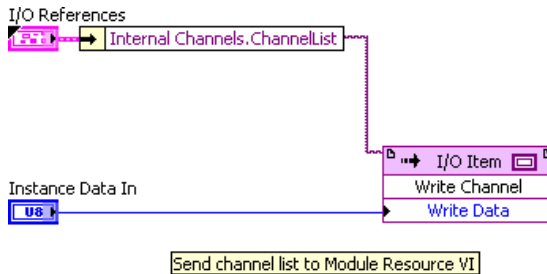 I/O References
Internal Channels.ChannelList
I/O Item
Write Channel
Instance Data In
U8
Write Data
Send channel list to Module Resource VI